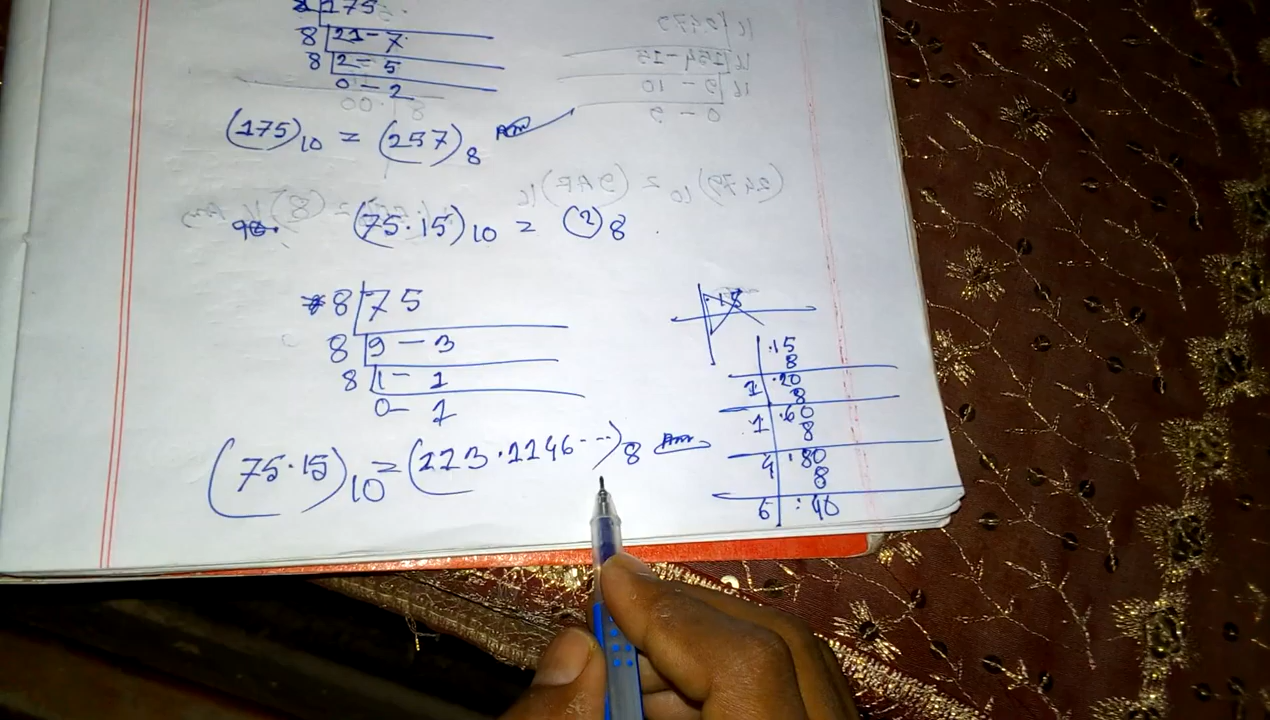 8 175
8 21 - 7
8 2 - 5
0 - 2
(175)10 = (257)8 Ans
(75.15)10 = (?)8
8 75
8 9 - 3
8 1 - 1
0 - 1
(75.15)10 = (113.1146...)8 Ans
.15
.15
8
1 .20
8
1 .60
8
4 .80
8
6 .40